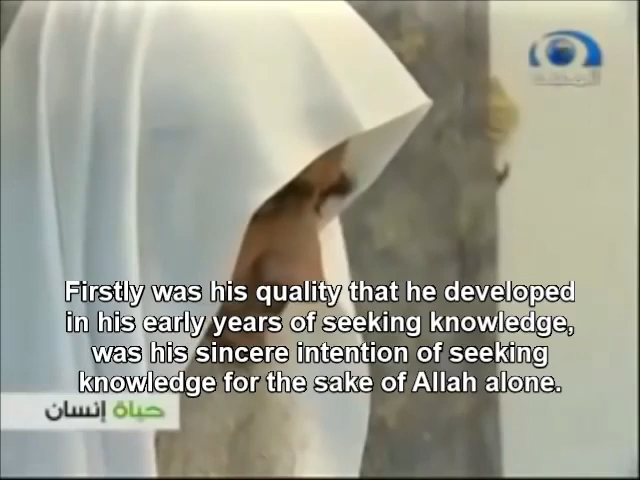 Firstly was his quality that he developed
in his early years of seeking knowledge,
was his sincere intention of seeking
knowledge for the sake of Allah alone.
حياة إنسان